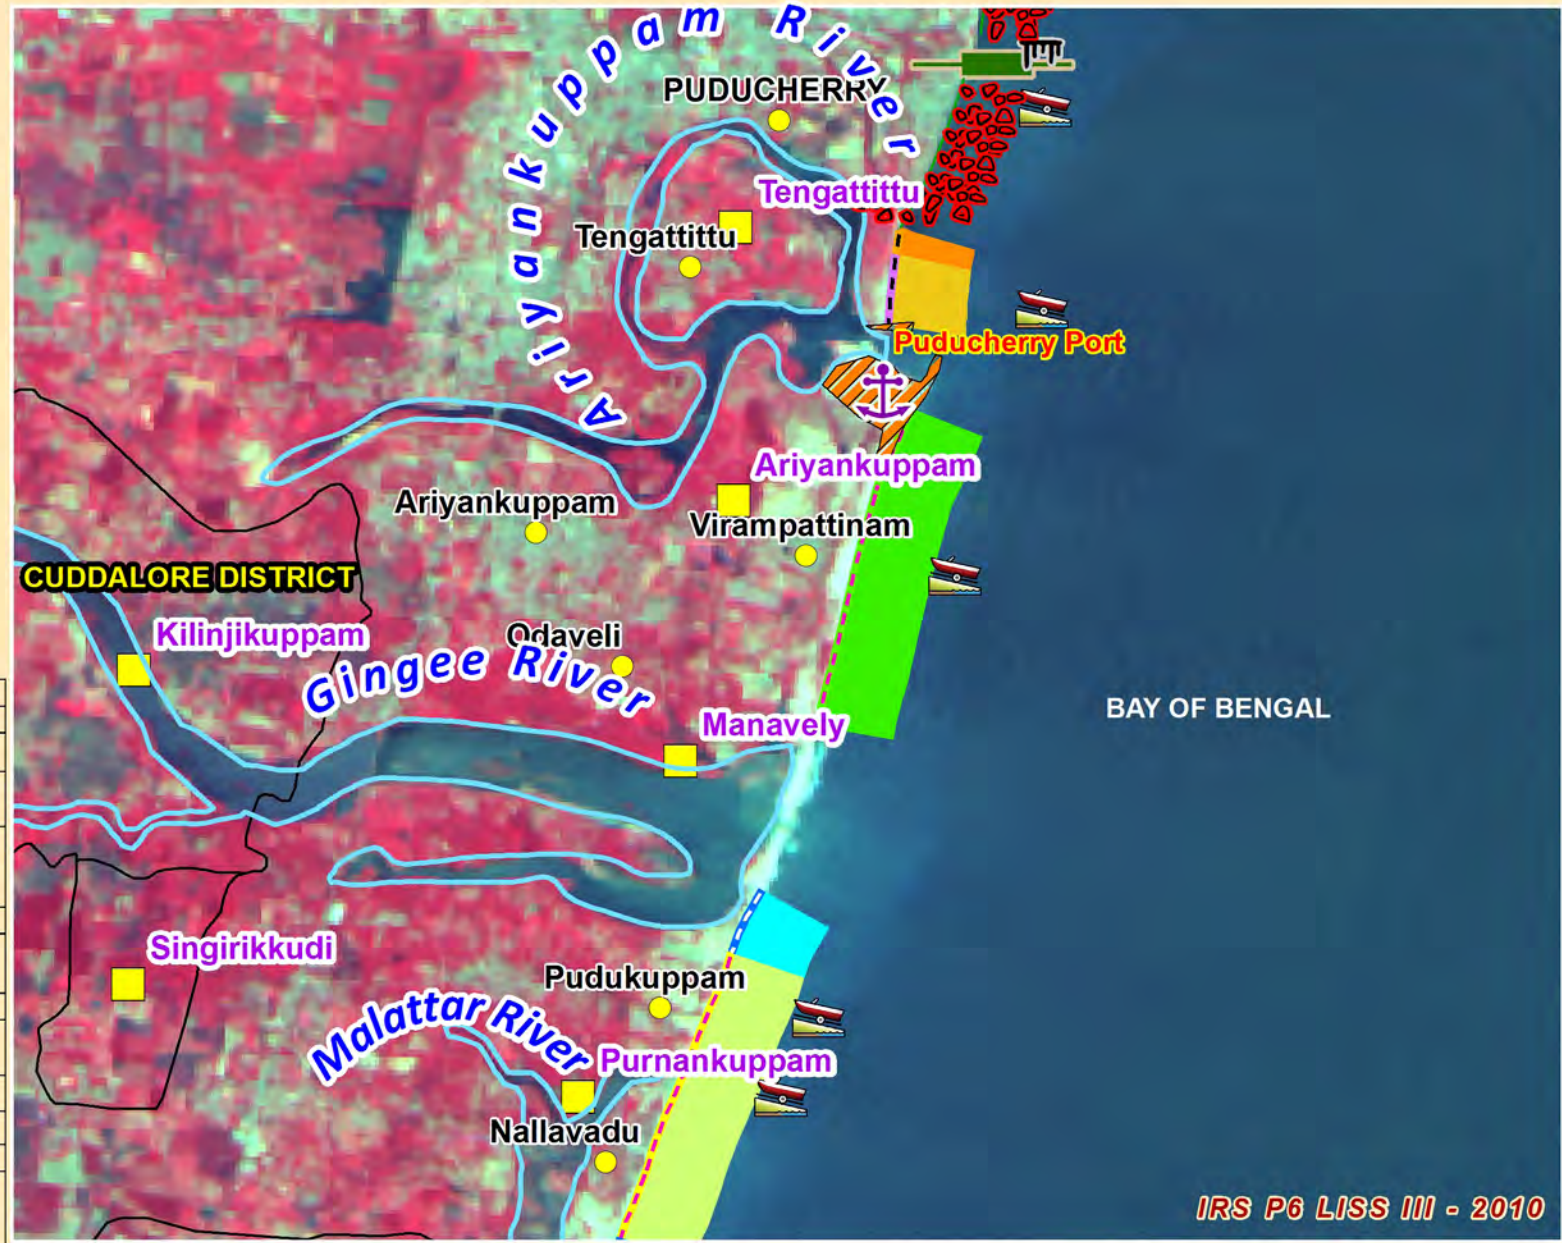 Ariyankuppam River
PUDUCHERRY
Tengattittu
Tengattittu
Puducherry Port
Ariyankuppam
Ariyankuppam
Virampattinam
CUDDALORE DISTRICT
Kilinjikuppam
Odaveli
Gingee River
Manavely
BAY OF BENGAL
Singirikkudi
Pudukuppam
Malattar River
Purnankuppam
Nallavadu
IRS P6 LISS III - 2010